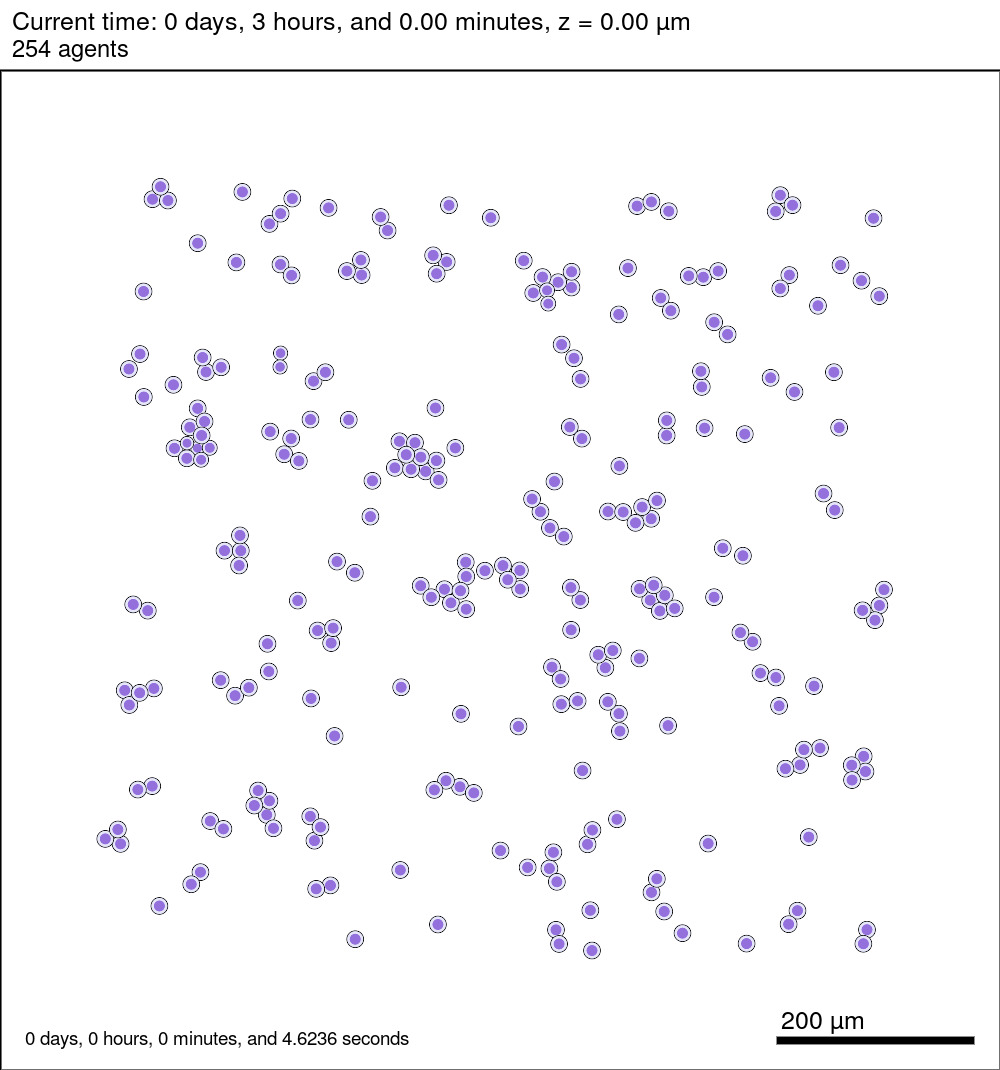 Current time: 0 days, 3 hours, and 0.00 minutes, z = 0.00 μm
254 agents
200 μm
0 days, 0 hours, 0 minutes, and 4.6236 seconds